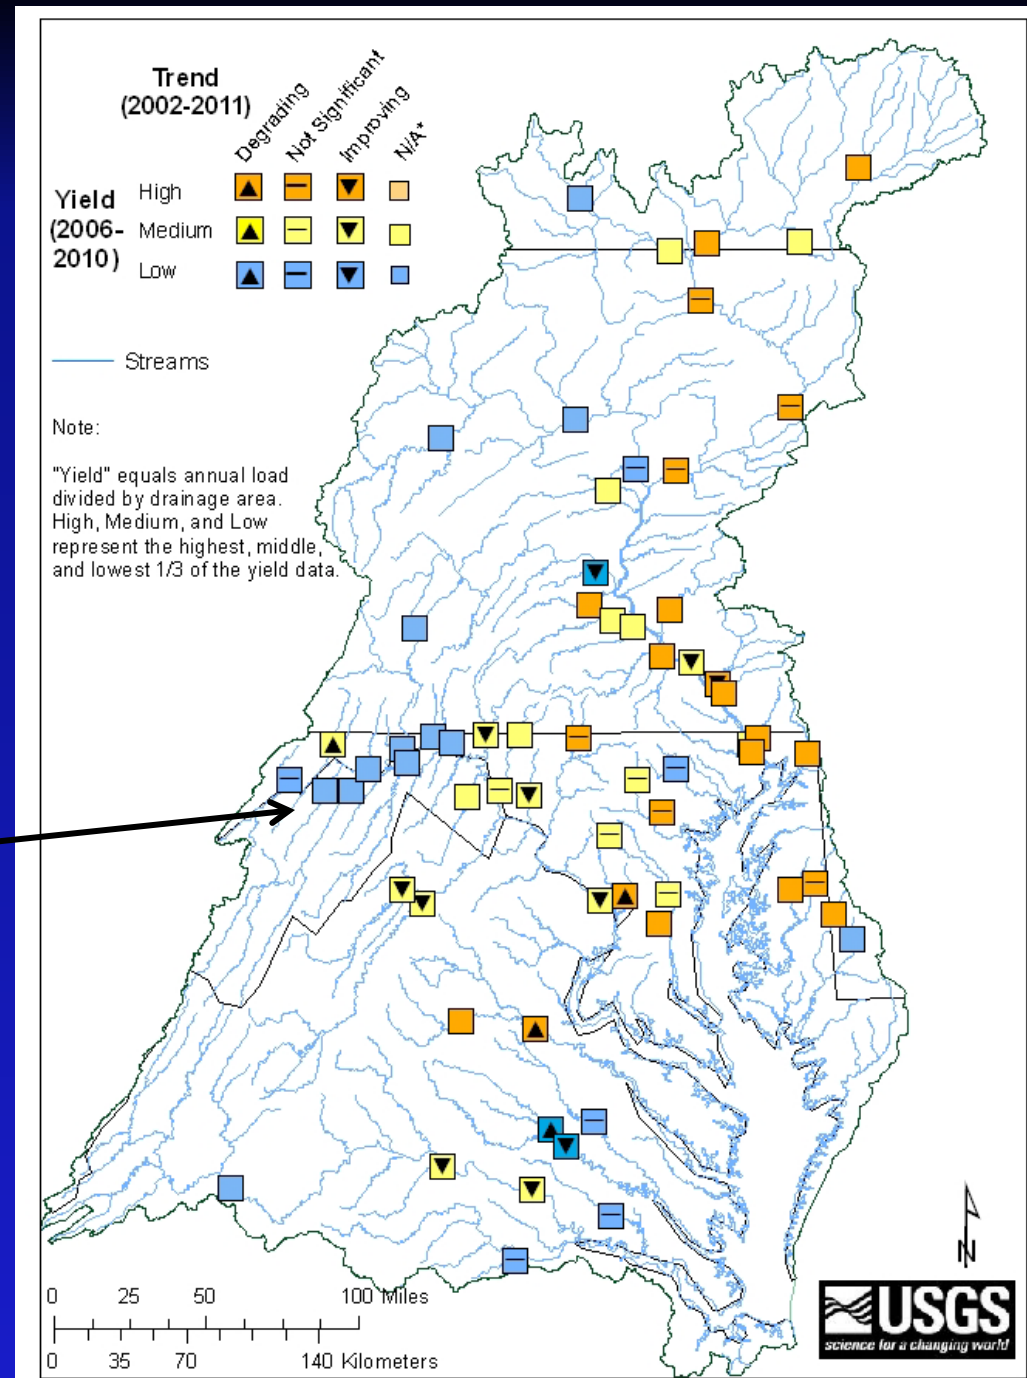 Trend
(2002-2011)
Degrading
Not Significant
Improving
N/A*
Yield
(2006-
2010)
High
Medium
Low
Streams
Note:
"Yield" equals annual load
divided by drainage area.
High, Medium, and Low
represent the highest, middle,
and lowest 1/3 of the yield data.
N
0 25 50 100 Miles
0 35 70 140 Kilometers
USGS
science for a changing world